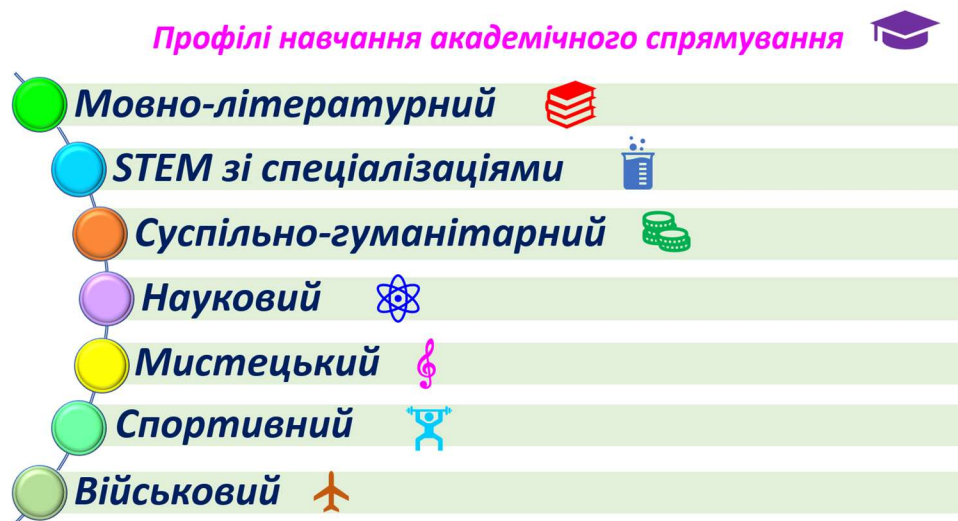 Профілі навчання академічного спрямування
Мовно-літературний
STEM зі спеціалізаціями
Суспільно-гуманітарний
Науковий
Мистецький
Спортивний
Військовий